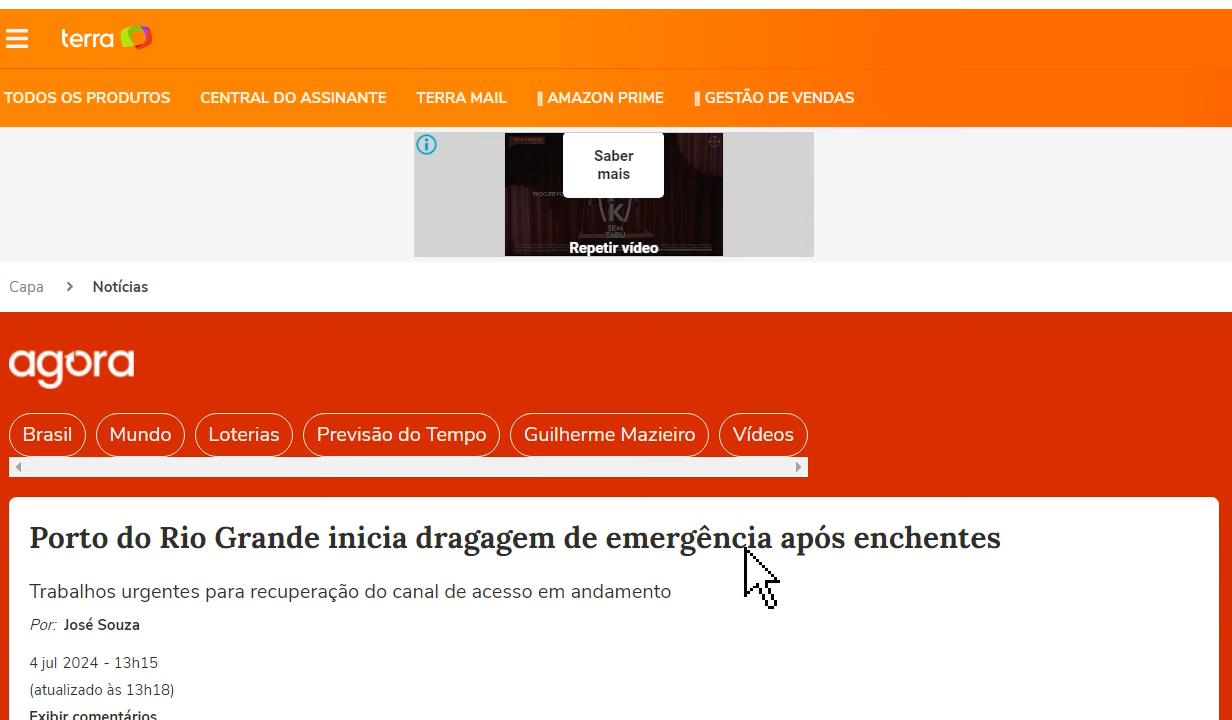 terra
TODOS OS PRODUTOS CENTRAL DO ASSINANTE TERRA MAIL AMAZON PRIME GESTÃO DE VENDAS
Saber
mais
K
SEM
TABU
Repetir vídeo
Capa Notícias
agora
Brasil Mundo Loterias Previsão do Tempo Guilherme Mazieiro Vídeos
Porto do Rio Grande inicia dragagem de emergência após enchentes
Trabalhos urgentes para recuperação do canal de acesso em andamento
Por: José Souza
4 jul 2024 - 13h15
(atualizado às 13h18)
Exibir comentários